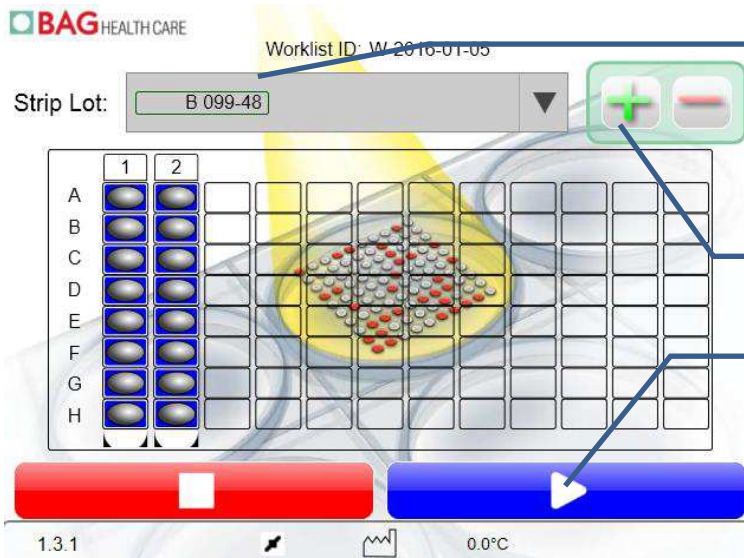 BAG HEALTH CARE
Worklist ID: W-2016-01-05
Strip Lot: B 099-48
1 2
A
B
C
D
E
F
G
H
1.3.1 0.0°C